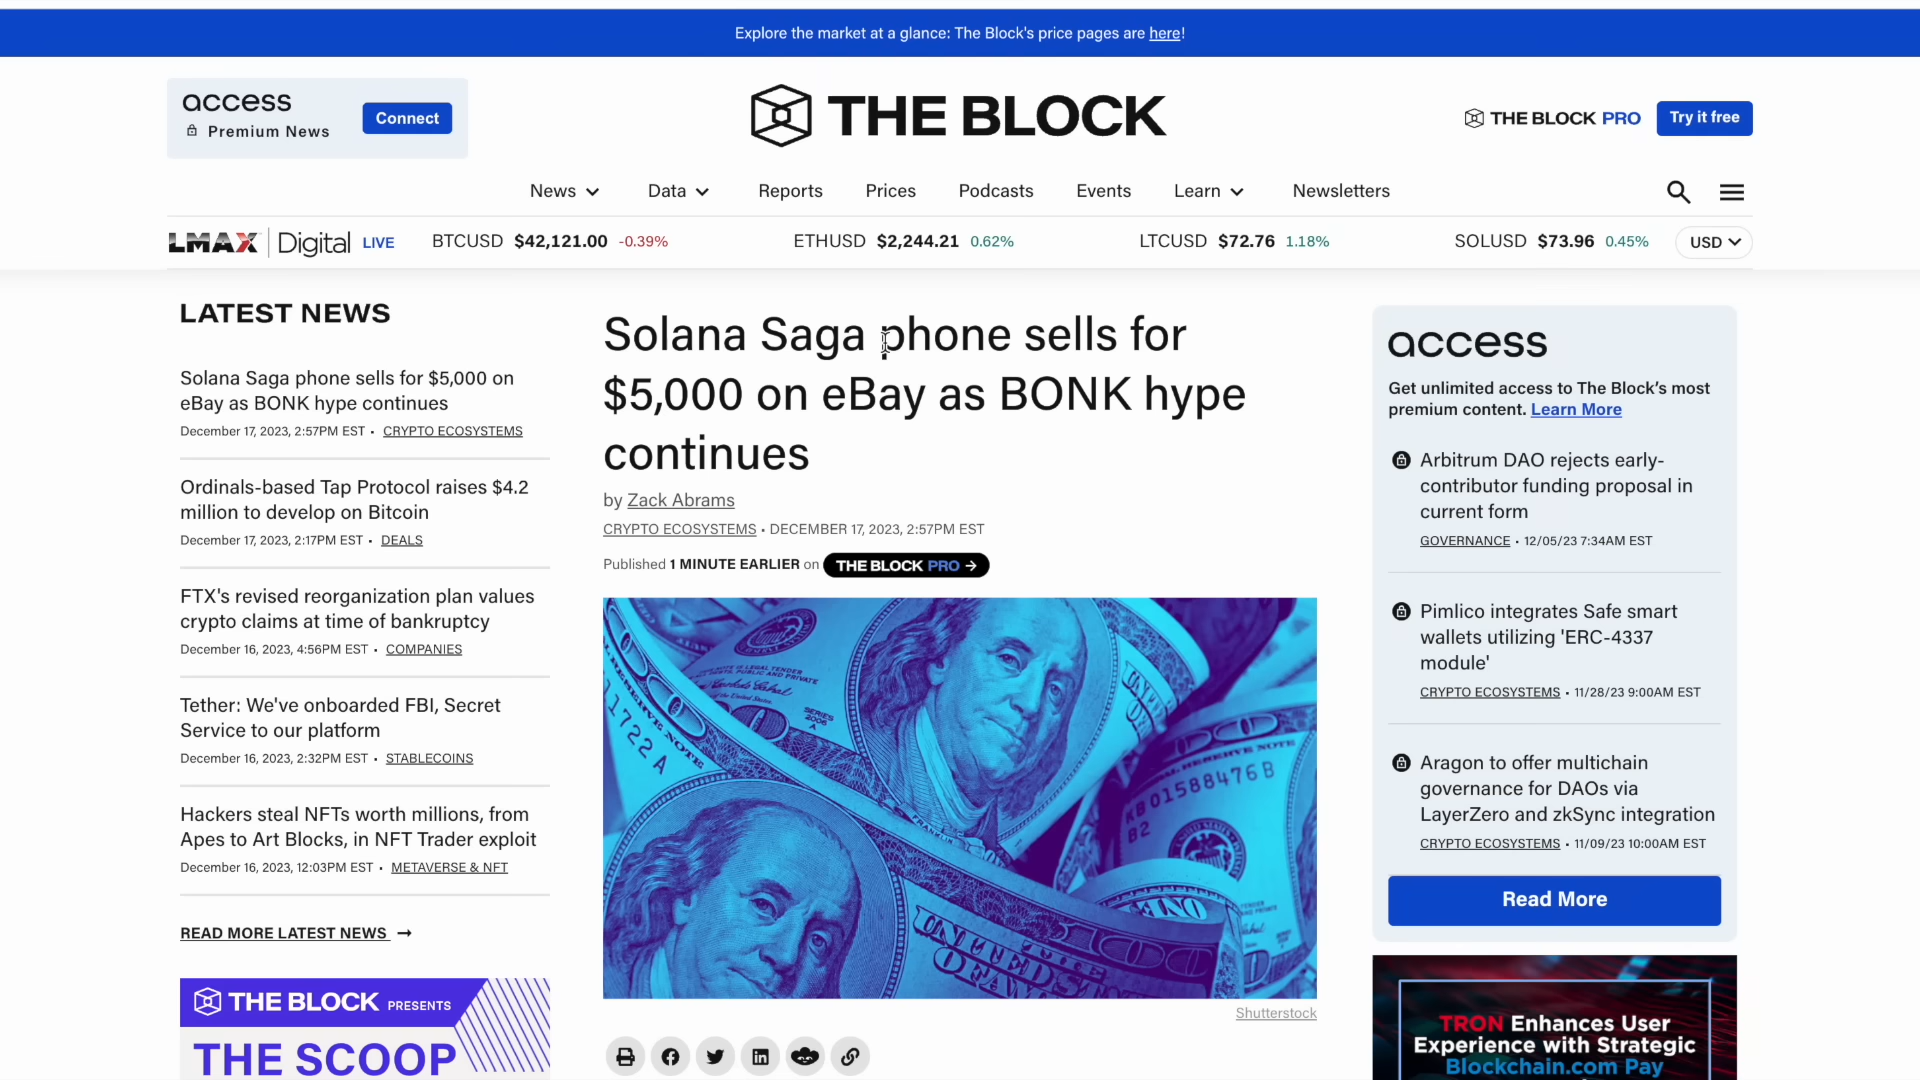 Explore the market at a glance: The Block's price pages are here!
access
Premium News
Connect
THE BLOCK
THE BLOCK PRO
Try it free
News
Data
Reports
Prices
Podcasts
Events
Learn
Newsletters
LMAX Digital LIVE
BTCUSD $42,121.00 -0.39%
ETHUSD $2,244.21 0.62%
LTCUSD $72.76 1.18%
SOLUSD $73.96 0.45%
USD
LATEST NEWS
Solana Saga phone sells for $5,000 on
eBay as BONK hype continues
December 17, 2023, 2:57PM EST • CRYPTO ECOSYSTEMS
Ordinals-based Tap Protocol raises $4.2
million to develop on Bitcoin
December 17, 2023, 2:17PM EST • DEALS
FTX's revised reorganization plan values
crypto claims at time of bankruptcy
December 16, 2023, 4:56PM EST • COMPANIES
Tether: We've onboarded FBI, Secret
Service to our platform
December 16, 2023, 2:32PM EST • STABLECOINS
Hackers steal NFTs worth millions, from
Apes to Art Blocks, in NFT Trader exploit
December 16, 2023, 12:03PM EST • METAVERSE & NFT
READ MORE LATEST NEWS →
THE BLOCK PRESENTS
THE SCOOP
Solana Saga phone sells for
$5,000 on eBay as BONK hype
continues
by Zack Abrams
CRYPTO ECOSYSTEMS • DECEMBER 17, 2023, 2:57PM EST
Published 1 MINUTE EARLIER on THE BLOCK PRO →
KB01588476B
B2
1722A
SERIES
2006
A
Shutterstock
access
Get unlimited access to The Block's most
premium content. Learn More
Arbitrum DAO rejects early-
contributor funding proposal in
current form
GOVERNANCE • 12/05/23 7:34AM EST
Pimlico integrates Safe smart
wallets utilizing 'ERC-4337
module'
CRYPTO ECOSYSTEMS • 11/28/23 9:00AM EST
Aragon to offer multichain
governance for DAOs via
LayerZero and zkSync integration
CRYPTO ECOSYSTEMS • 11/09/23 10:00AM EST
Read More
TRON Enhances User
Experience with Strategic
Blockchain.com Pay